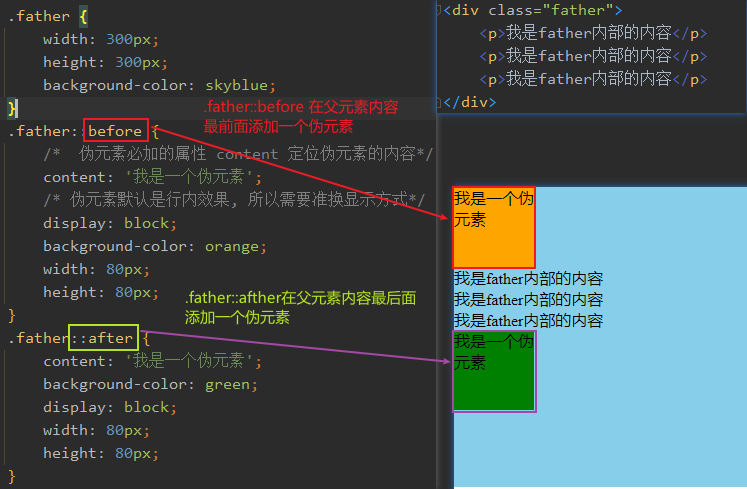 .father {
width: 300px;
height: 300px;
background-color: skyblue;
}
.father::before 在父元素内容
最前面添加一个伪元素
.father::before {
/* 伪元素必加的属性 content 定位伪元素的内容*/
content: '我是一个伪元素';
/* 伪元素默认是行内效果, 所以需要准换显示方式*/
display: block;
background-color: orange;
width: 80px;
height: 80px;
}
.father::afther在父元素内容最后面
添加一个伪元素
.father::after {
content: '我是一个伪元素';
background-color: green;
display: block;
width: 80px;
height: 80px;
}
<div class="father">
<p>我是father内部的内容</p>
<p>我是father内部的内容</p>
<p>我是father内部的内容</p>
</div>
我是一个伪
元素
我是father内部的内容
我是father内部的内容
我是father内部的内容
我是一个伪
元素